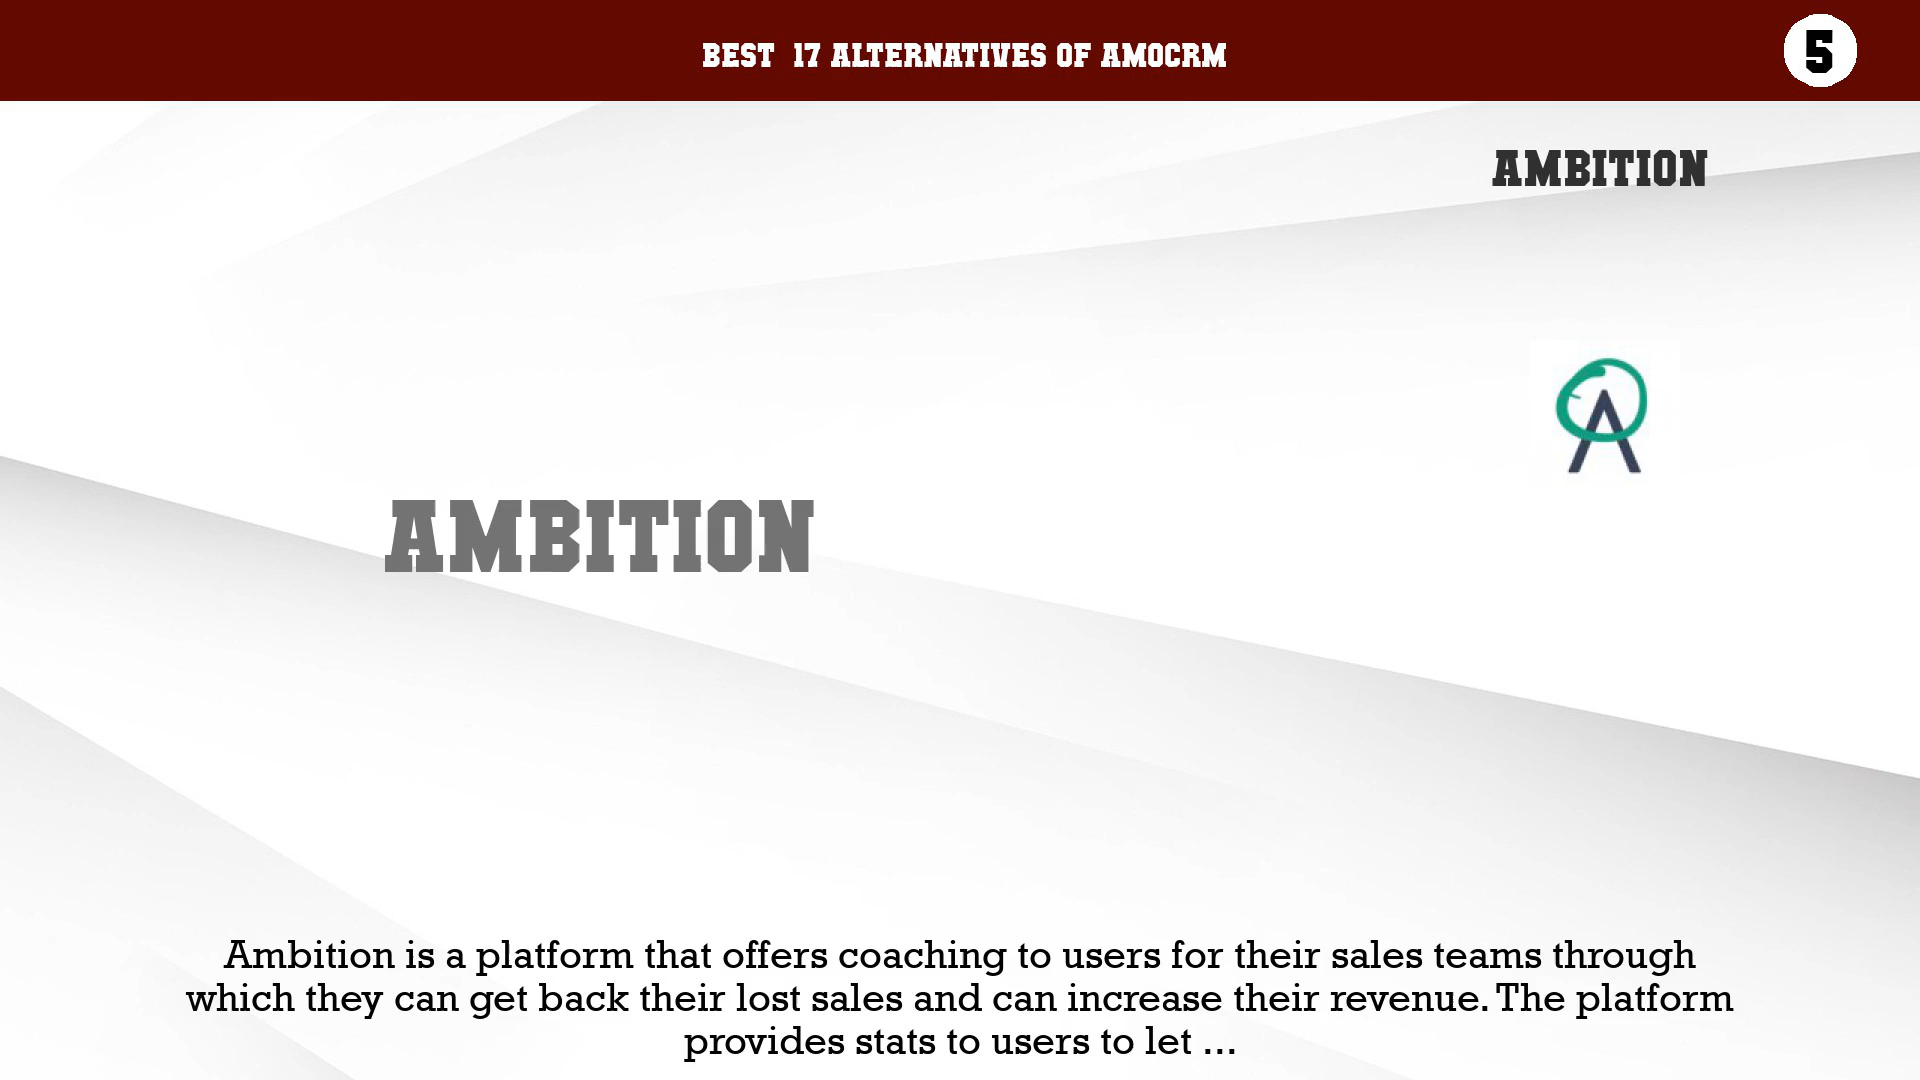 BEST 17 ALTERNATIVES OF AMOCRM
5
AMBITION
AMBITION
Ambition is a platform that offers coaching to users for their sales teams through
which they can get back their lost sales and can increase their revenue. The platform
provides stats to users to let ...